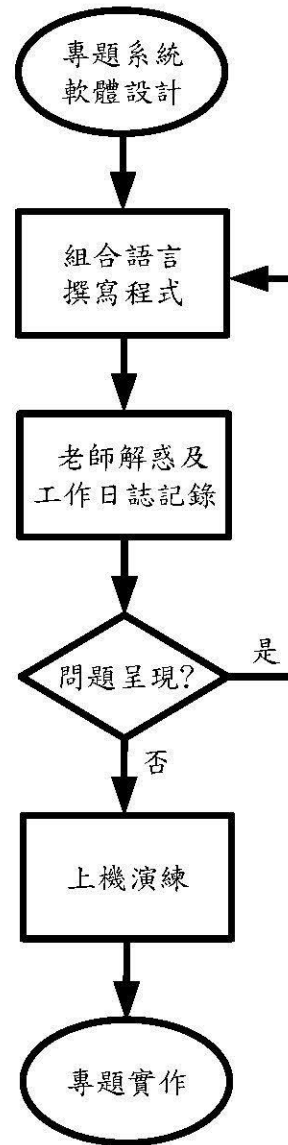 專題系統
軟體設計
組合語言
撰寫程式
老師解惑及
工作日誌記錄
問題呈現?
是
否
上機演練
專題實作